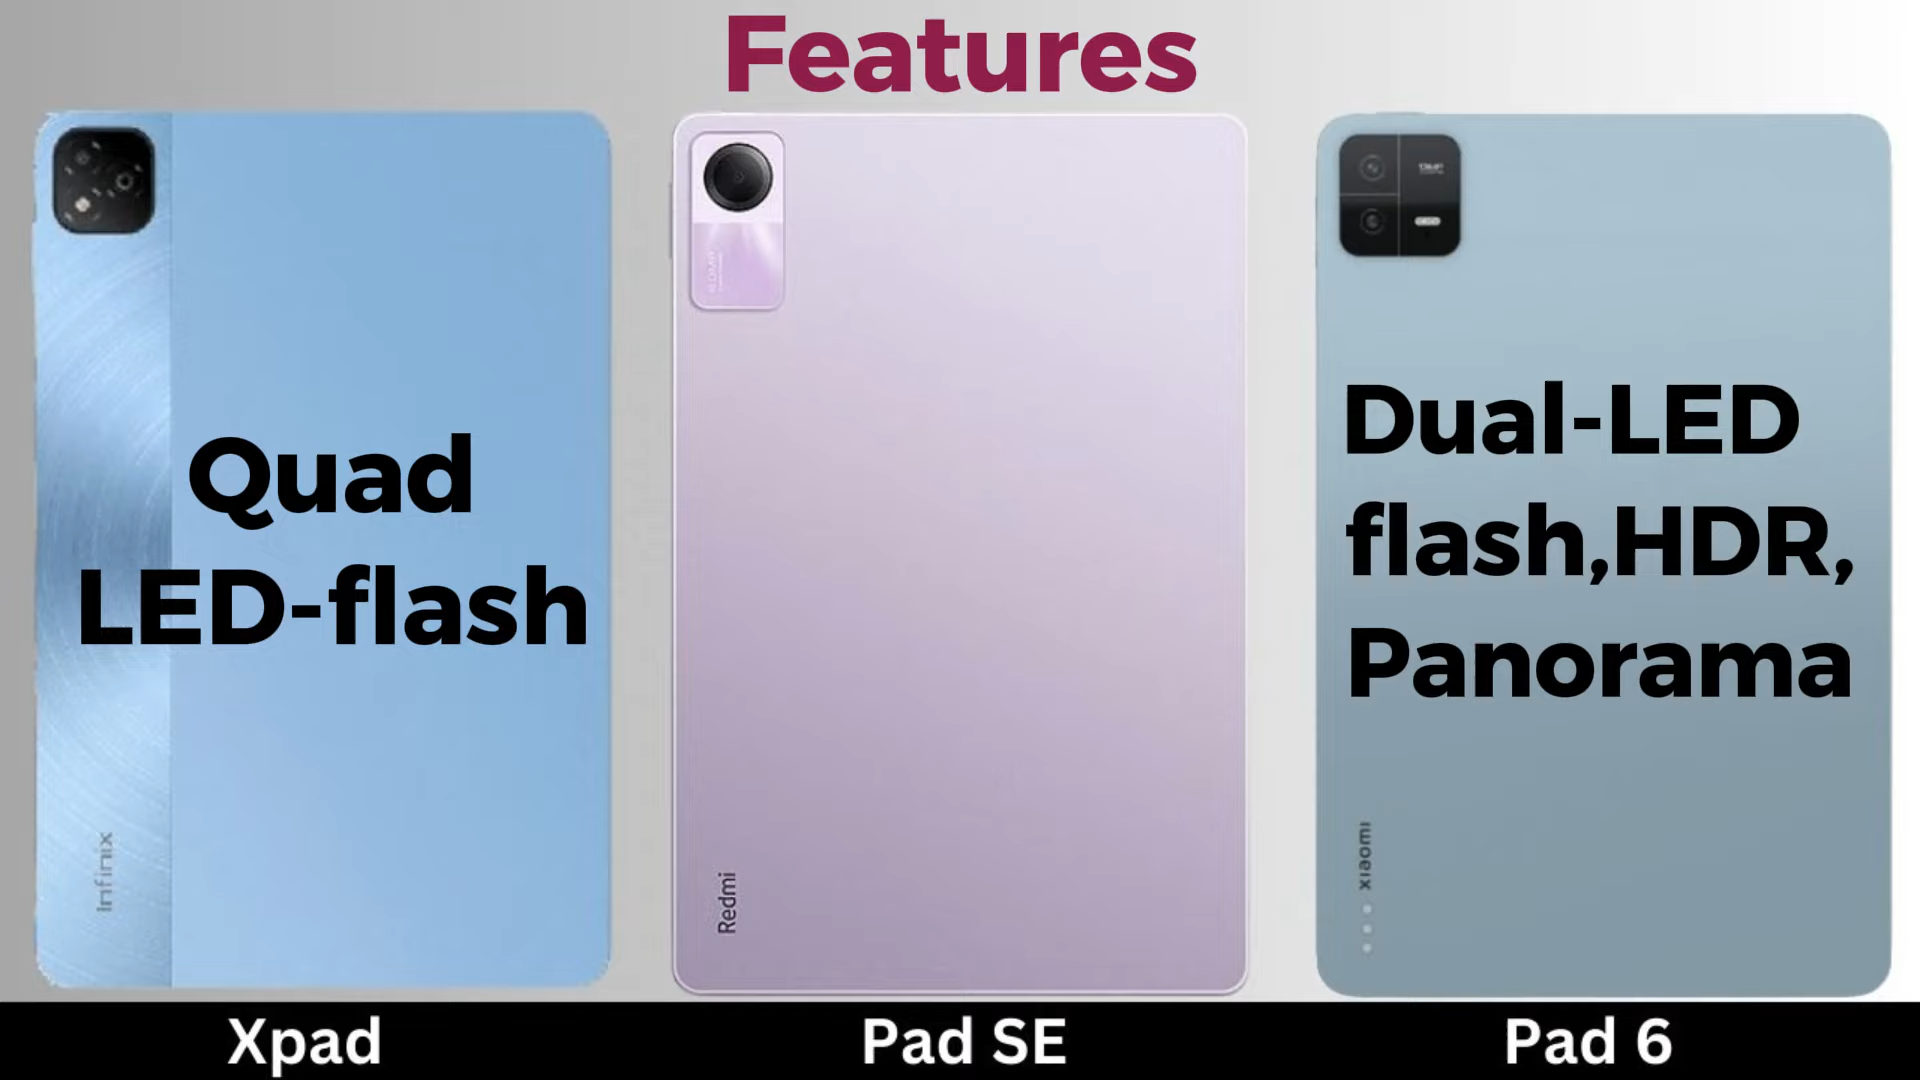 Features
Quad
LED-flash
Infinix
Redmi
Dual-LED
flash,HDR,
Panorama
xiaomi
Xpad
Pad SE
Pad 6